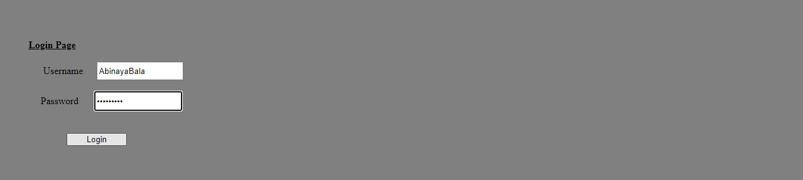 Login Page
Username AbinayaBala
Password •••••••••
Login